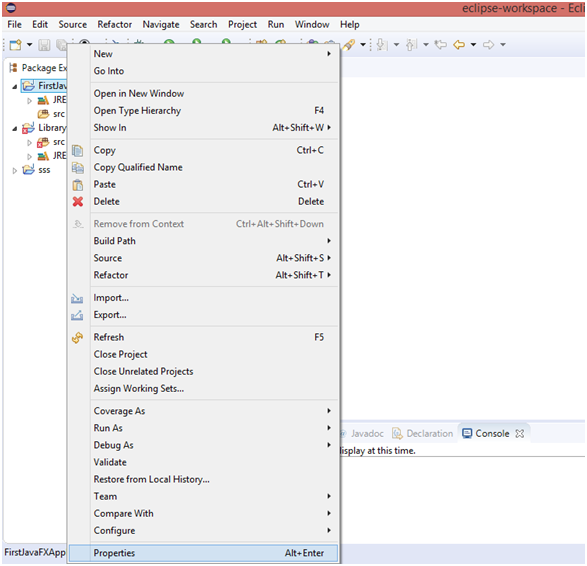 eclipse-workspace - Ecli
File Edit Source Refactor Navigate Search Project Run Window Help
Package Ex
FirstJav
JRE
src
Library
src
JRE
sss
New
Go Into
Open in New Window
Open Type Hierarchy F4
Show In Alt+Shift+W
Copy Ctrl+C
Copy Qualified Name
Paste Ctrl+V
Delete Delete
Remove from Context Ctrl+Alt+Shift+Down
Build Path
Source Alt+Shift+S
Refactor Alt+Shift+T
Import...
Export...
Refresh F5
Close Project
Close Unrelated Projects
Assign Working Sets...
Coverage As
Run As
Debug As
Validate
Restore from Local History...
Team
Compare With
Configure
Properties Alt+Enter
Javadoc Declaration Console
display at this time.
FirstJavaFXApp